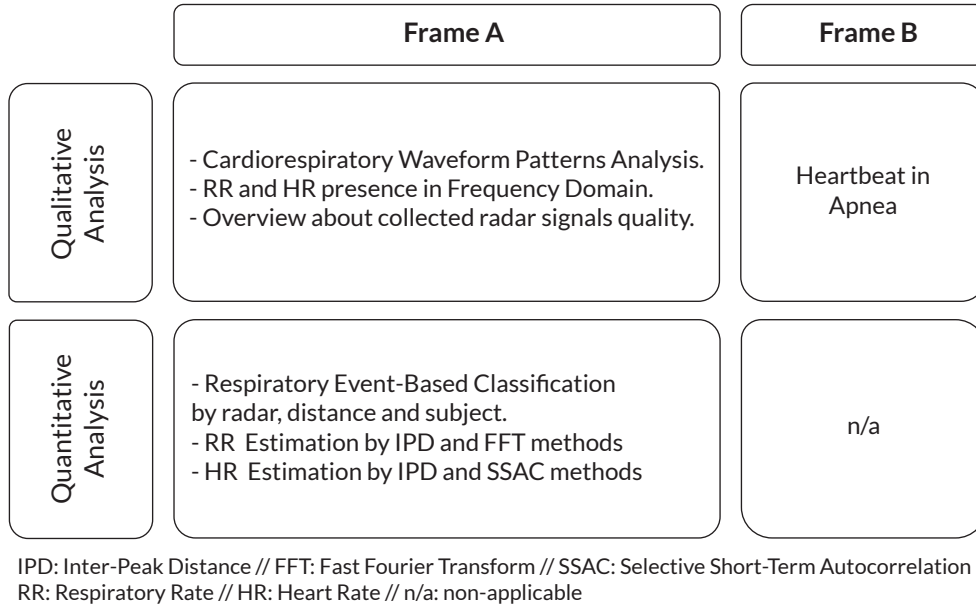 Frame A
Frame B
Qualitative
Analysis
- Cardiorespiratory Waveform Patterns Analysis.
- RR and HR presence in Frequency Domain.
- Overview about collected radar signals quality.
Heartbeat in
Apnea
Quantitative
Analysis
- Respiratory Event-Based Classification
by radar, distance and subject.
- RR Estimation by IPD and FFT methods
- HR Estimation by IPD and SSAC methods
n/a
IPD: Inter-Peak Distance // FFT: Fast Fourier Transform // SSAC: Selective Short-Term Autocorrelation
RR: Respiratory Rate // HR: Heart Rate // n/a: non-applicable